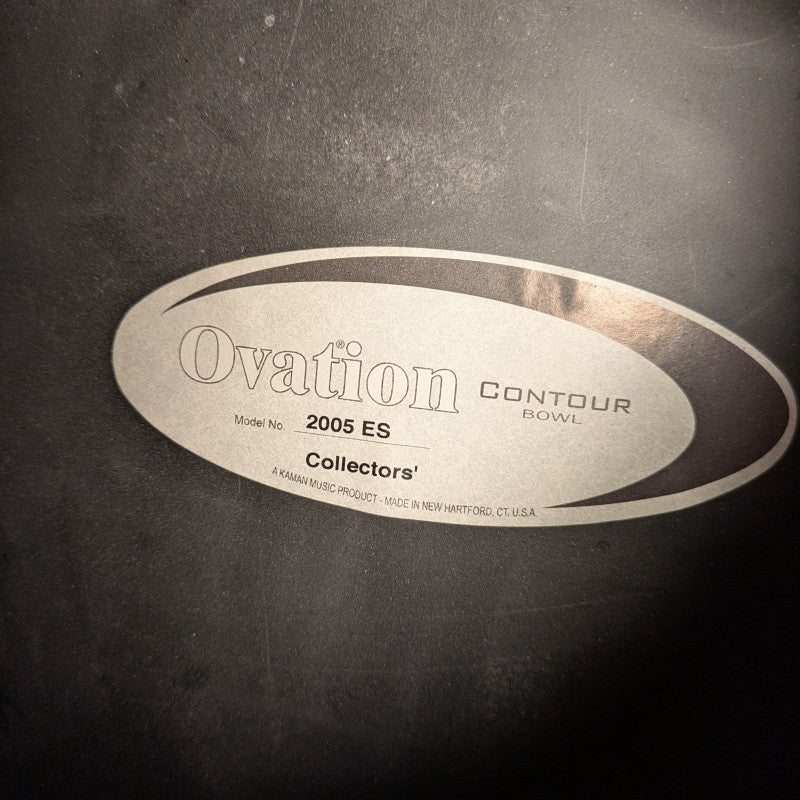 Ovation® CONTOUR
BOWL
Model No 2005 ES
Collectors'
A KAMAN MUSIC PRODUCT - MADE IN NEW HARTFORD, CT. U.S.A.